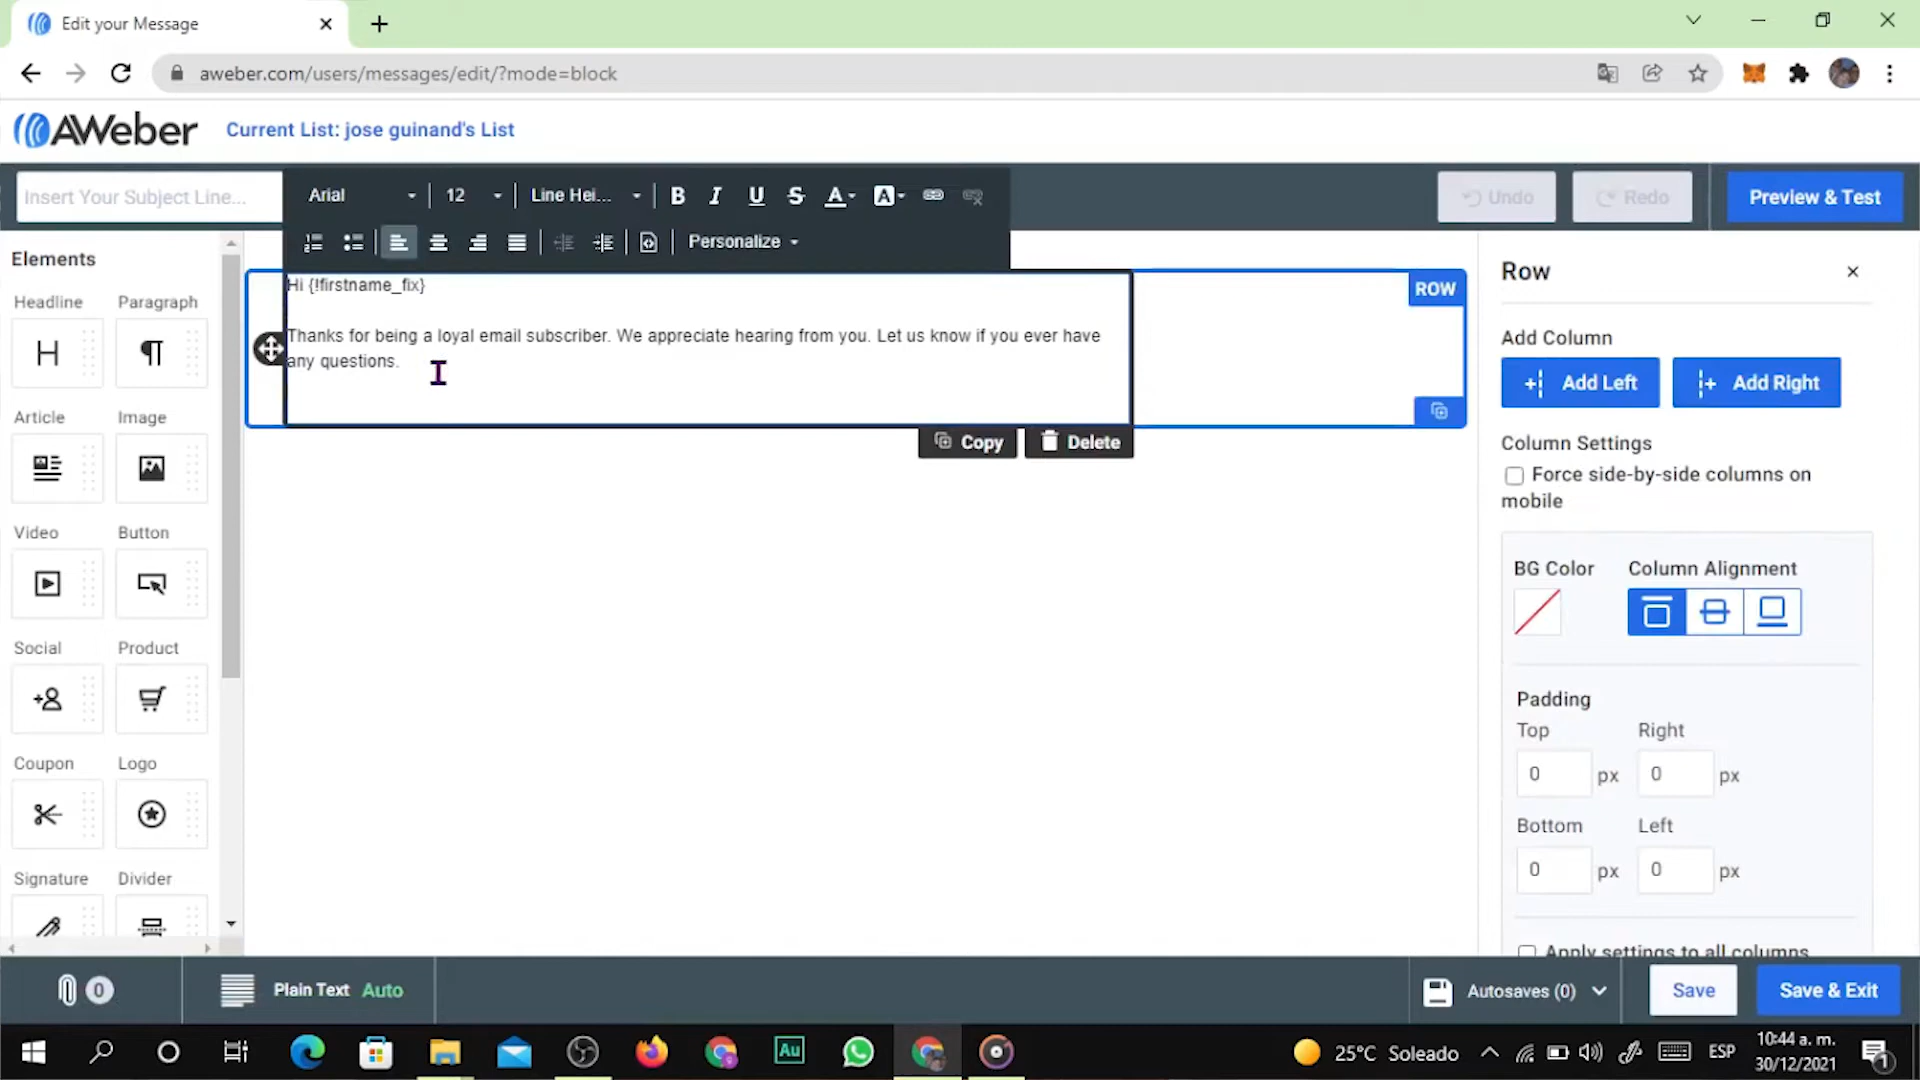 Edit your Message
aweber.com/users/messages/edit/?mode=block
AWeber
Current List: jose guinand's List
Insert Your Subject Line...
Arial
12
Line Hei...
B I U S A A
Personalize
Undo
Redo
Preview & Test
Elements
Headline
Paragraph
H
¶
Article
Image
Video
Button
Social
Product
Coupon
Logo
Signature
Divider
Hi {!firstname_fix}
Thanks for being a loyal email subscriber. We appreciate hearing from you. Let us know if you ever have
any questions.
ROW
Copy
Delete
Row
Add Column
Add Left
Add Right
Column Settings
Force side-by-side columns on
mobile
BG Color
Column Alignment
Padding
Top
Right
0 px
0 px
Bottom
Left
0 px
0 px
Apply settings to all columns
0
Plain Text Auto
Autosaves (0)
Save
Save & Exit
Au
25°C Soleado
ESP
10:44 a. m.
30/12/2021
1